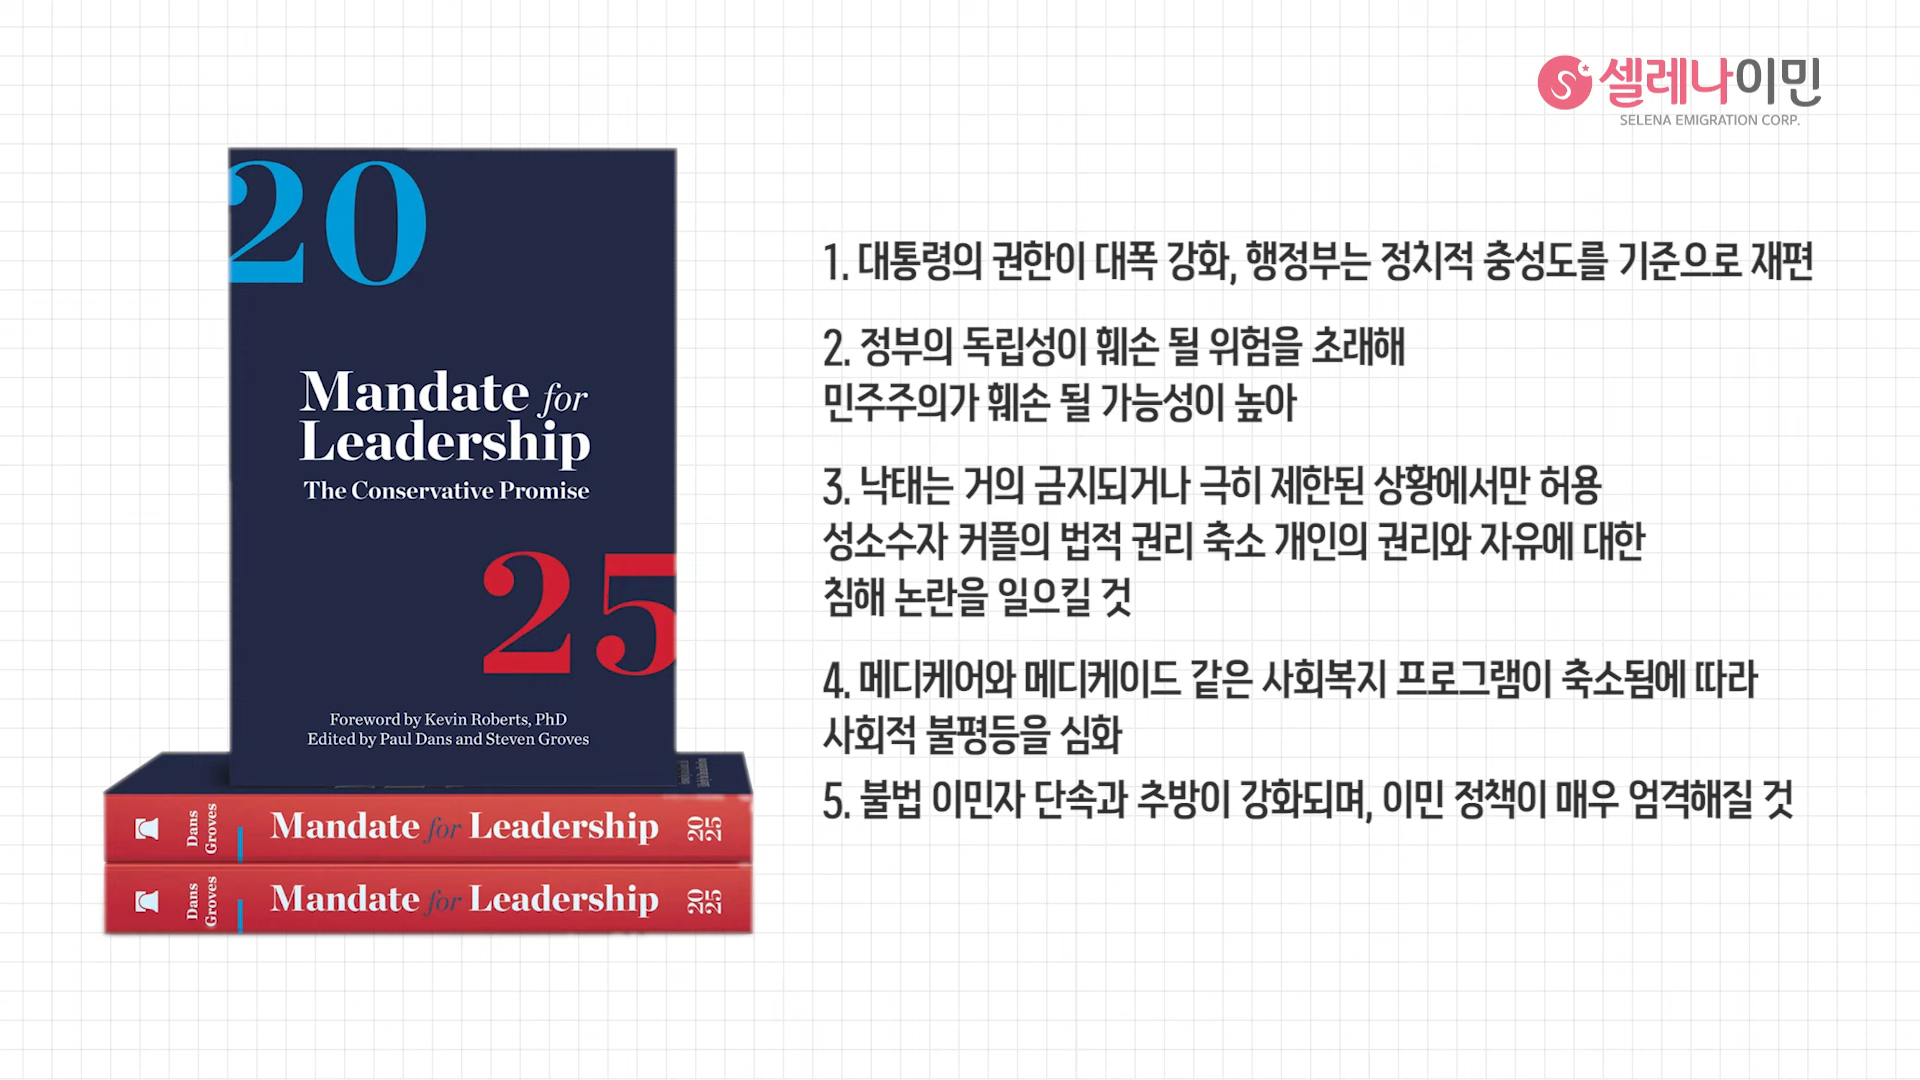 셀레나이민
SELENA EMIGRATION CORP.
20
Mandate for
Leadership
The Conservative Promise
25
Foreword by Kevin Roberts, PhD
Edited by Paul Dans and Steven Groves
Dans
Groves
Mandate for Leadership
20
25
Dans
Groves
Mandate for Leadership
20
25
1. 대통령의 권한이 대폭 강화, 행정부는 정치적 충성도를 기준으로 재편
2. 정부의 독립성이 훼손 될 위험을 초래해
민주주의가 훼손 될 가능성이 높아
3. 낙태는 거의 금지되거나 극히 제한된 상황에서만 허용
성소수자 커플의 법적 권리 축소 개인의 권리와 자유에 대한
침해 논란을 일으킬 것
4. 메디케어와 메디케이드 같은 사회복지 프로그램이 축소됨에 따라
사회적 불평등을 심화
5. 불법 이민자 단속과 추방이 강화되며, 이민 정책이 매우 엄격해질 것